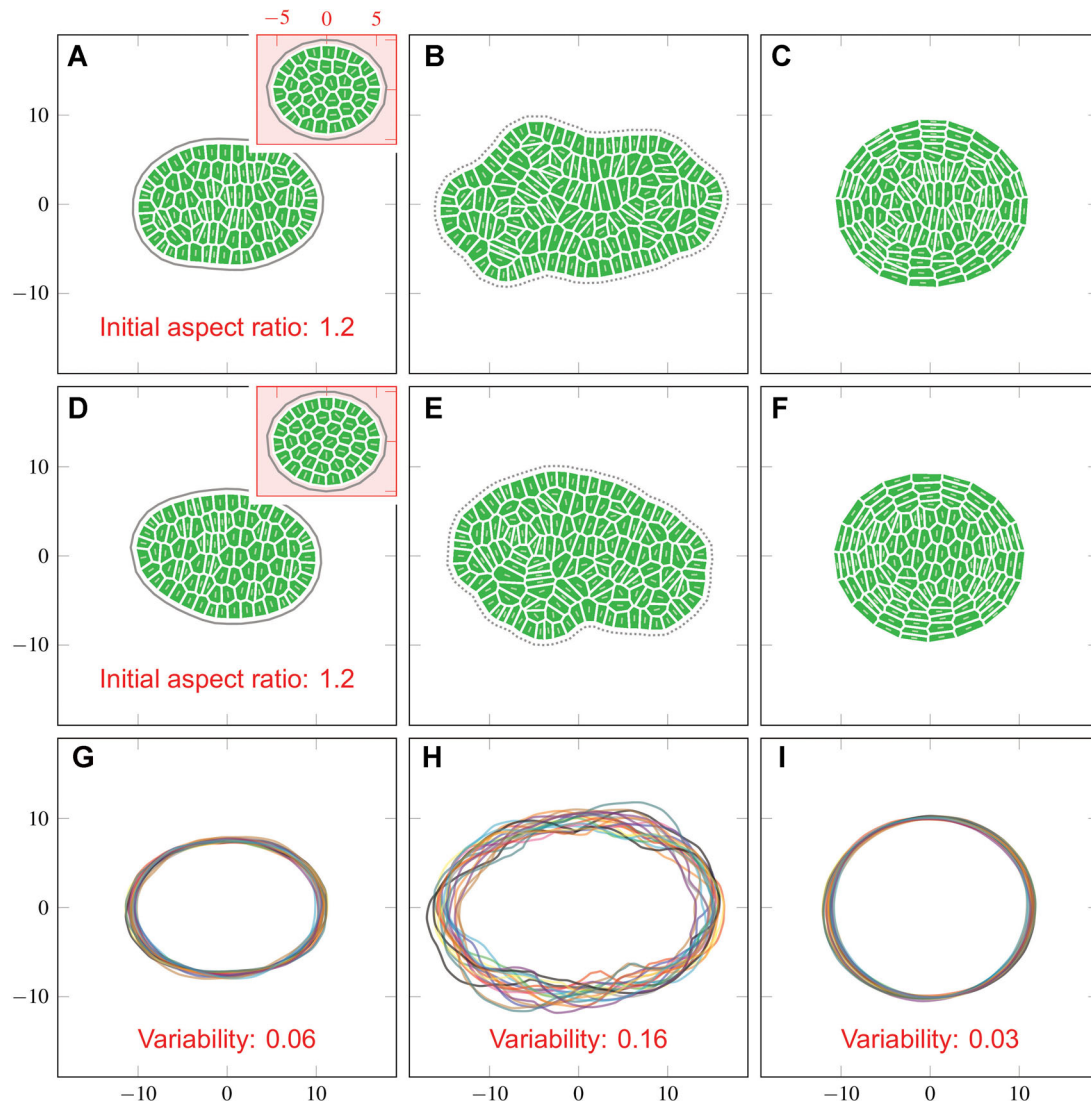 −5 0 5
A B C
10
0
−10
Initial aspect ratio: 1.2
D E F
10
0
−10
Initial aspect ratio: 1.2
G H I
10
0
−10
Variability: 0.06 Variability: 0.16 Variability: 0.03
−10 0 10 −10 0 10 −10 0 10